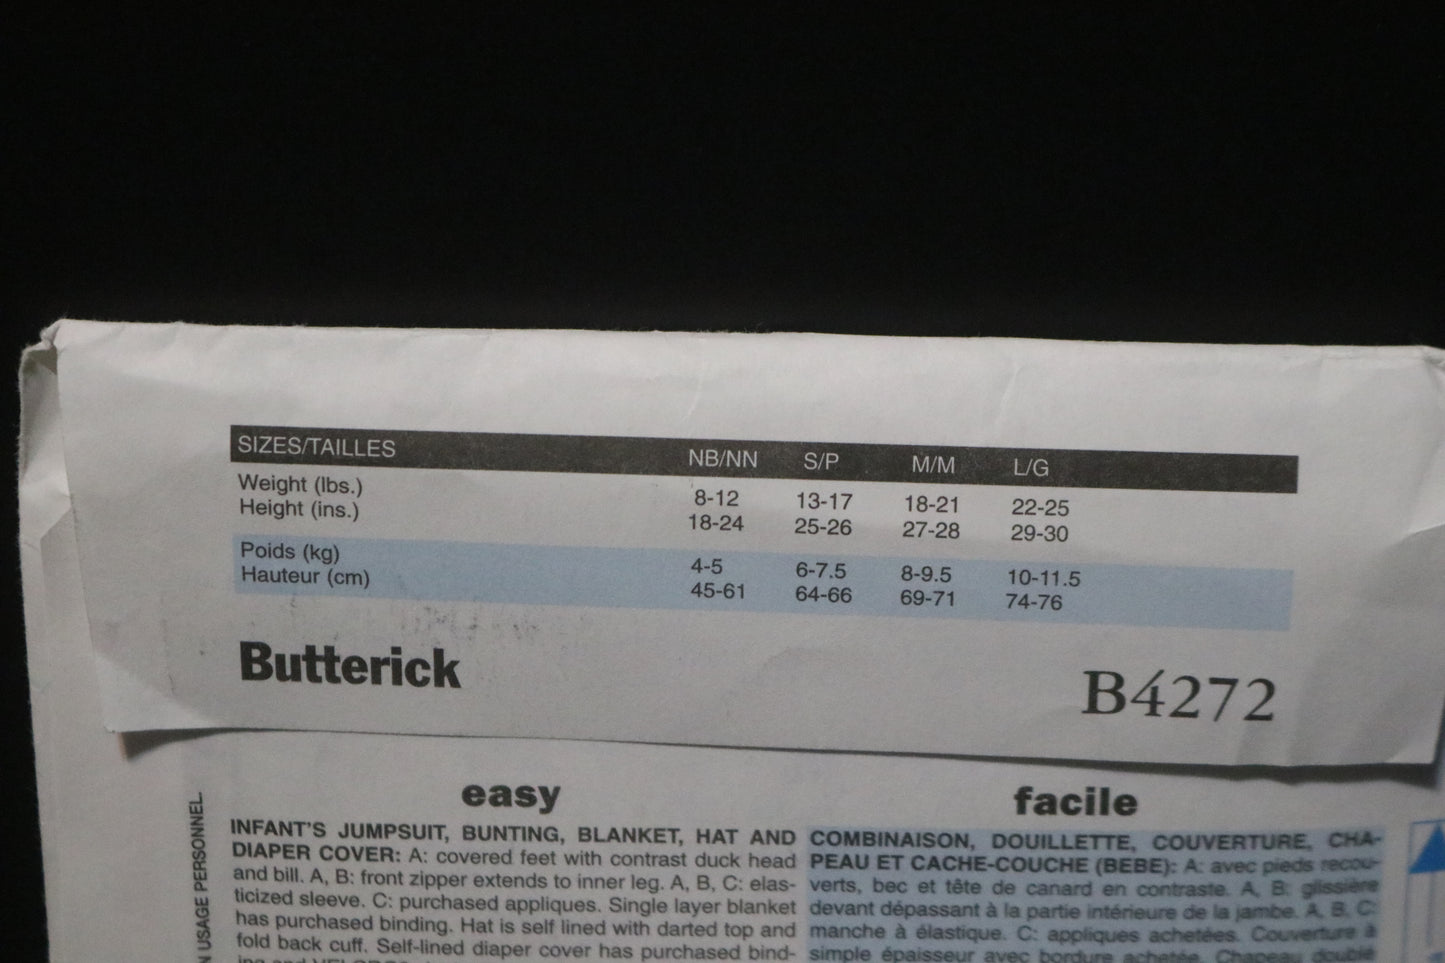 SIZES/TAILLES NB/NN S/P M/M L/G
Weight (lbs.) 8-12 13-17 18-21 22-25
Height (ins.) 18-24 25-26 27-28 29-30
Poids (kg) 4-5 6-7.5 8-9.5 10-11.5
Hauteur (cm) 45-61 64-66 69-71 74-76
Butterick B4272
easy
INFANT'S JUMPSUIT, BUNTING, BLANKET, HAT AND
DIAPER COVER: A: covered feet with contrast duck head
and bill. A, B: front zipper extends to inner leg. A, B, C: elas-
ticized sleeve. C: purchased appliques. Single layer blanket
has purchased binding. Hat is self lined with darted top and
fold back cuff. Self-lined diaper cover has purchased bind-
facile
COMBINAISON, DOUILLETTE, COUVERTURE, CHA-
PEAU ET CACHE-COUCHE (BEBE): A: avec pieds recou-
verts, bec et tête de canard en contraste. A, B: glissière
devant dépassant à la partie intérieure de la jambe. A, B, C:
manche à élastique. C: appliques achetées. Couverture à
simple épaisseur avec bordure achetée. Chapeau doublé
USAGE PERSONNEL.